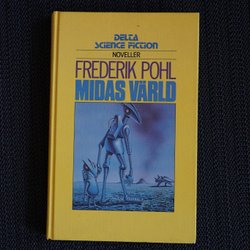 DELTA
SCIENCE FICTION
NOVELLER
FREDERIK POHL
MIDAS VÄRLD